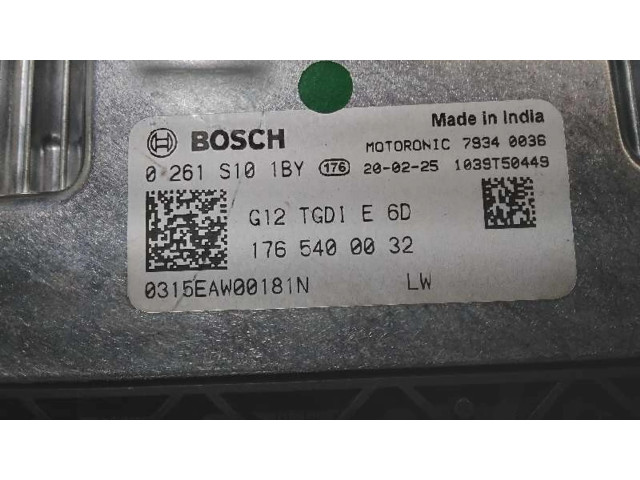 Made in India
BOSCH MOTORONIC 7934 0036
0 261 S10 1BY 176 20-02-25 1039T50449
G12 TGDI E 6D
176 540 00 32
0315EAW00181N LW